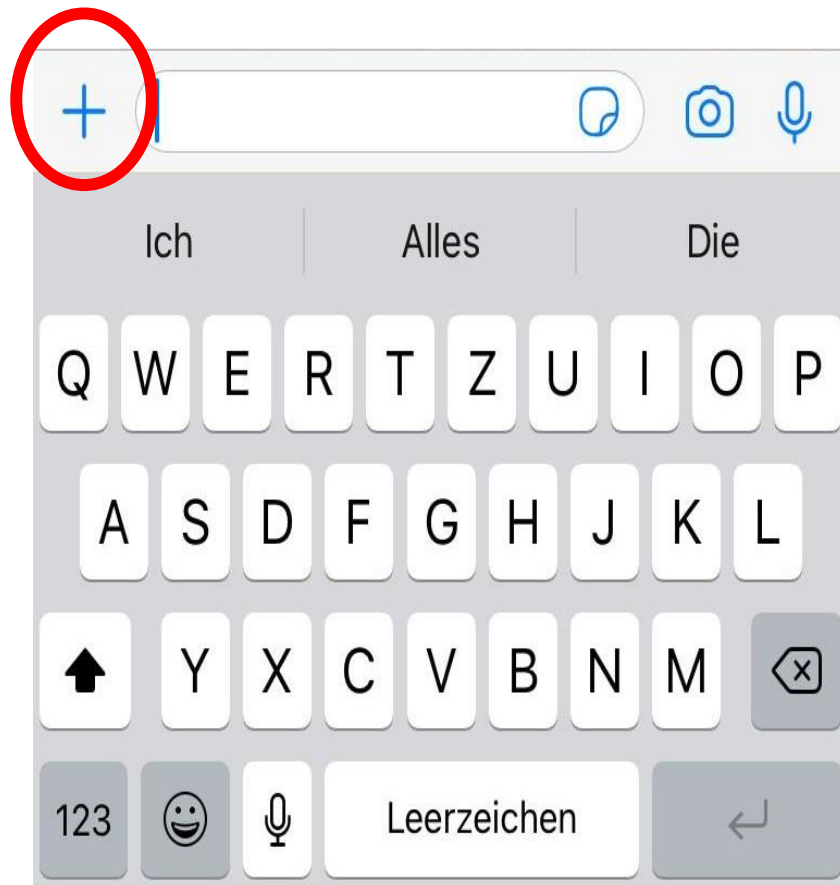 Ich Alles Die
Q W E R T Z U I O P
A S D F G H J K L
Y X C V B N M
123 Leerzeichen